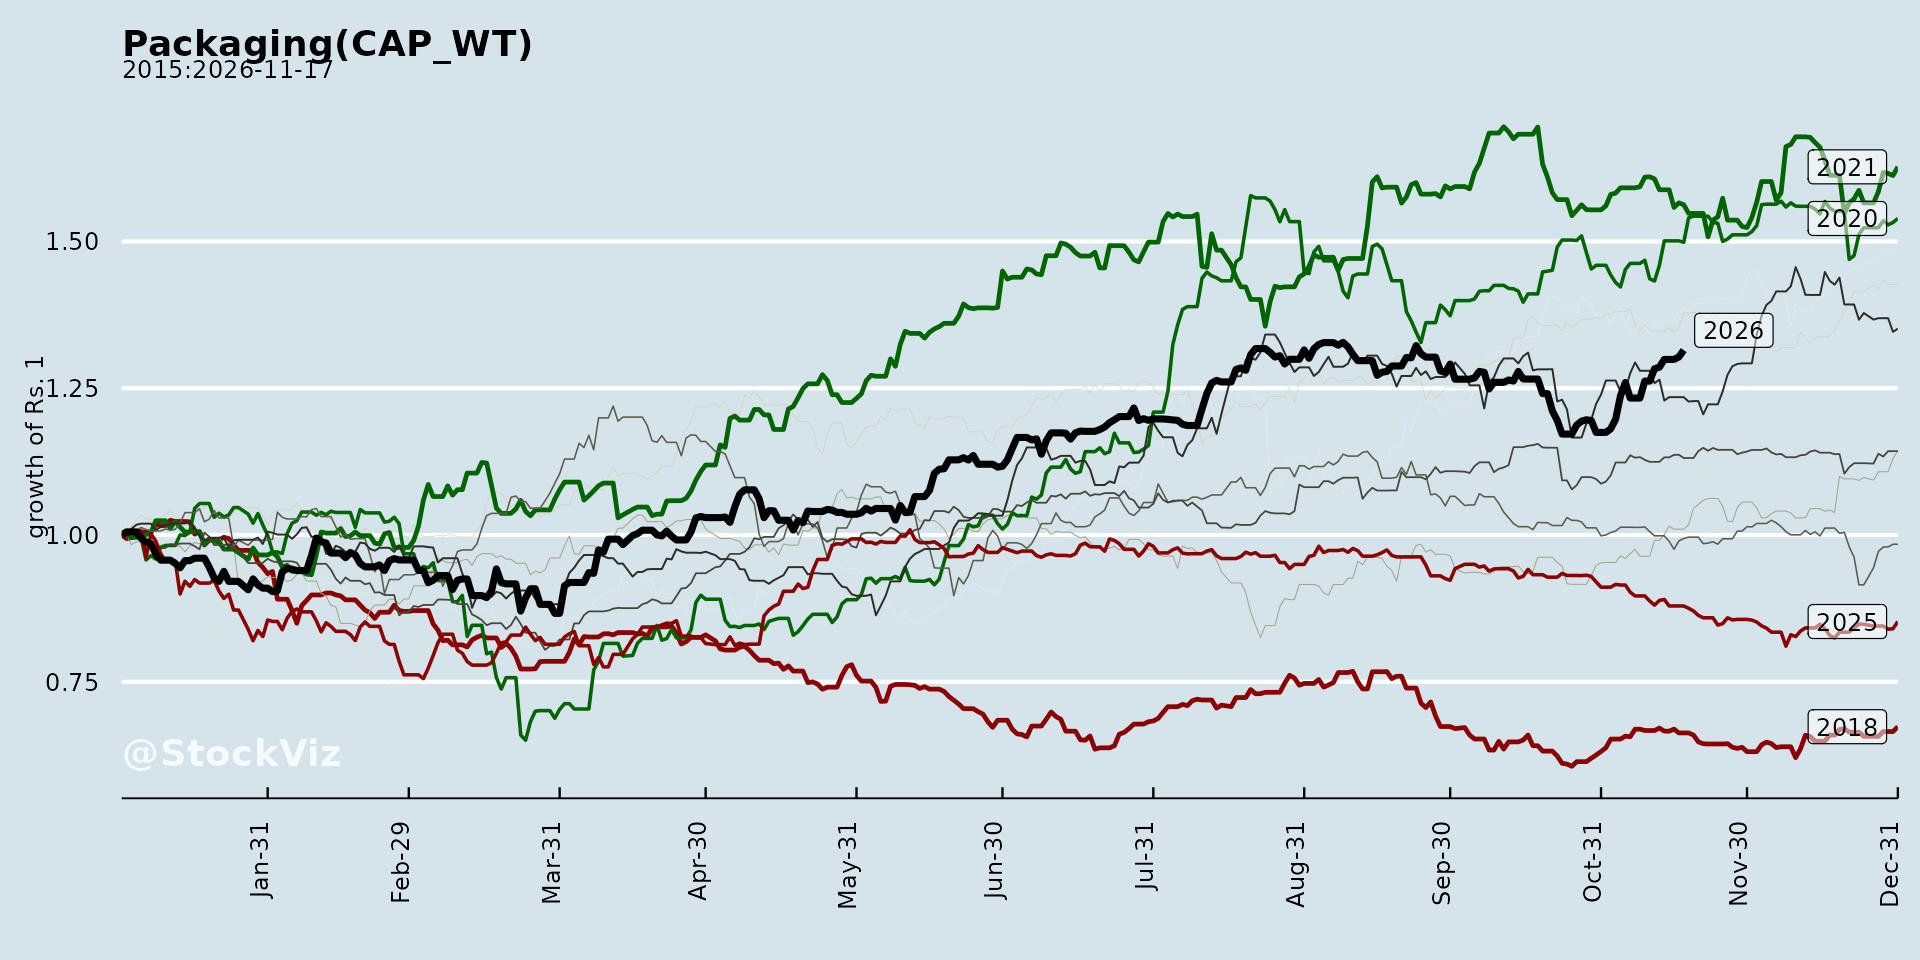 Packaging(CAP_WT)
2015:2026-11-17
growth of Rs. 1
1.50
1.25
1.00
0.75
2021
2020
2026
2025
2018
@StockViz
Jan-31
Feb-29
Mar-31
Apr-30
May-31
Jun-30
Jul-31
Aug-31
Sep-30
Oct-31
Nov-30
Dec-31